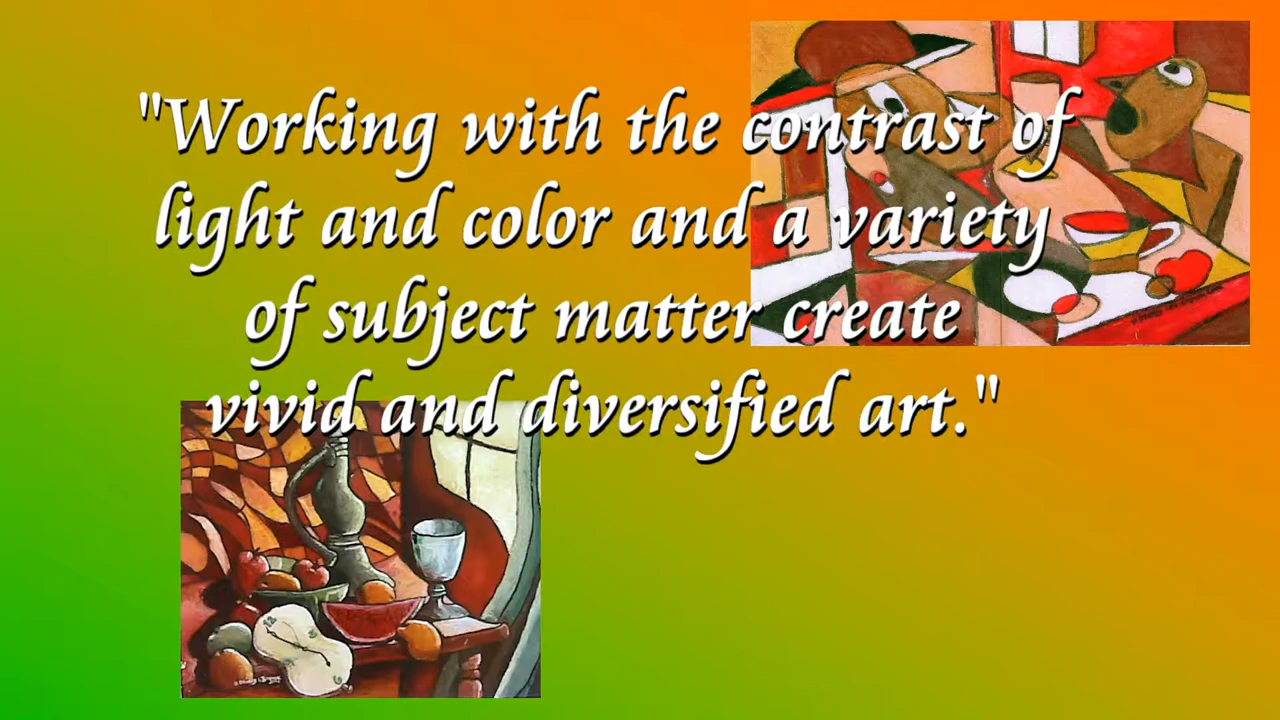 "Working with the contrast of
light and color and a variety
of subject matter create
vivid and diversified art."